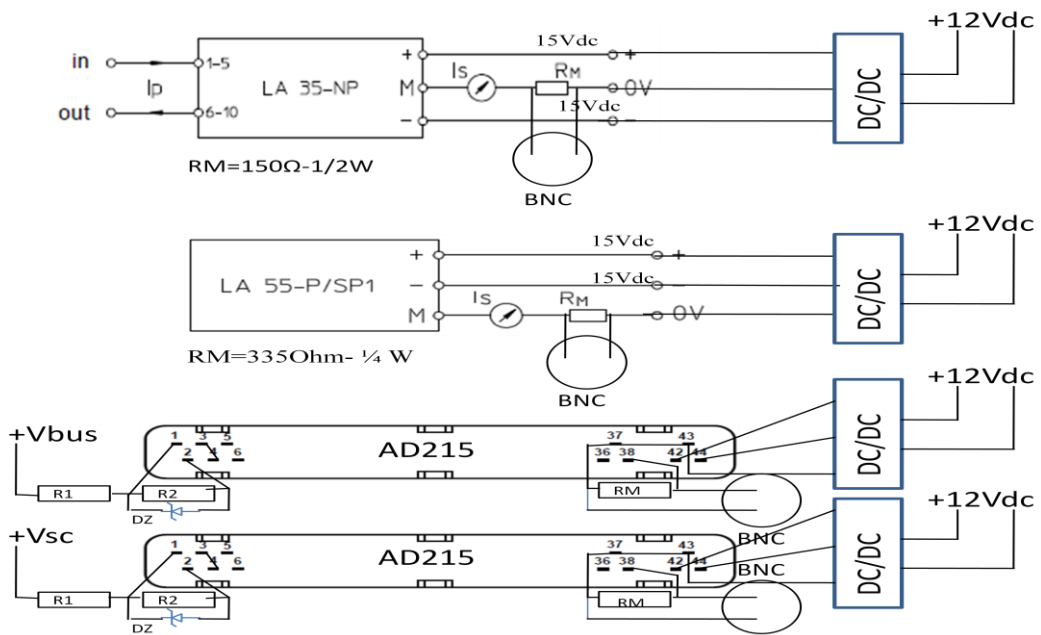 +12Vdc
15Vdc
+
+
in
1-5
Is
RM
DC/DC
Ip
LA 35-NP
M
0V
out
6-10
15Vdc
-
-
RM=150Ω-1/2W
BNC
+12Vdc
15Vdc
+
+
15Vdc
LA 55-P/SP1
-
-
DC/DC
Is
RM
M
0V
RM=335Ohm- ¼ W
BNC
+12Vdc
+Vbus
1 3 5
AD215
37 43
DC/DC
2 4 6
36 38 42 44
R1 R2
RM
DZ
BNC
+12Vdc
+Vsc
1 3 5
AD215
37 43
DC/DC
2 4 6
36 38 42 44
BNC
R1 R2
RM
DZ